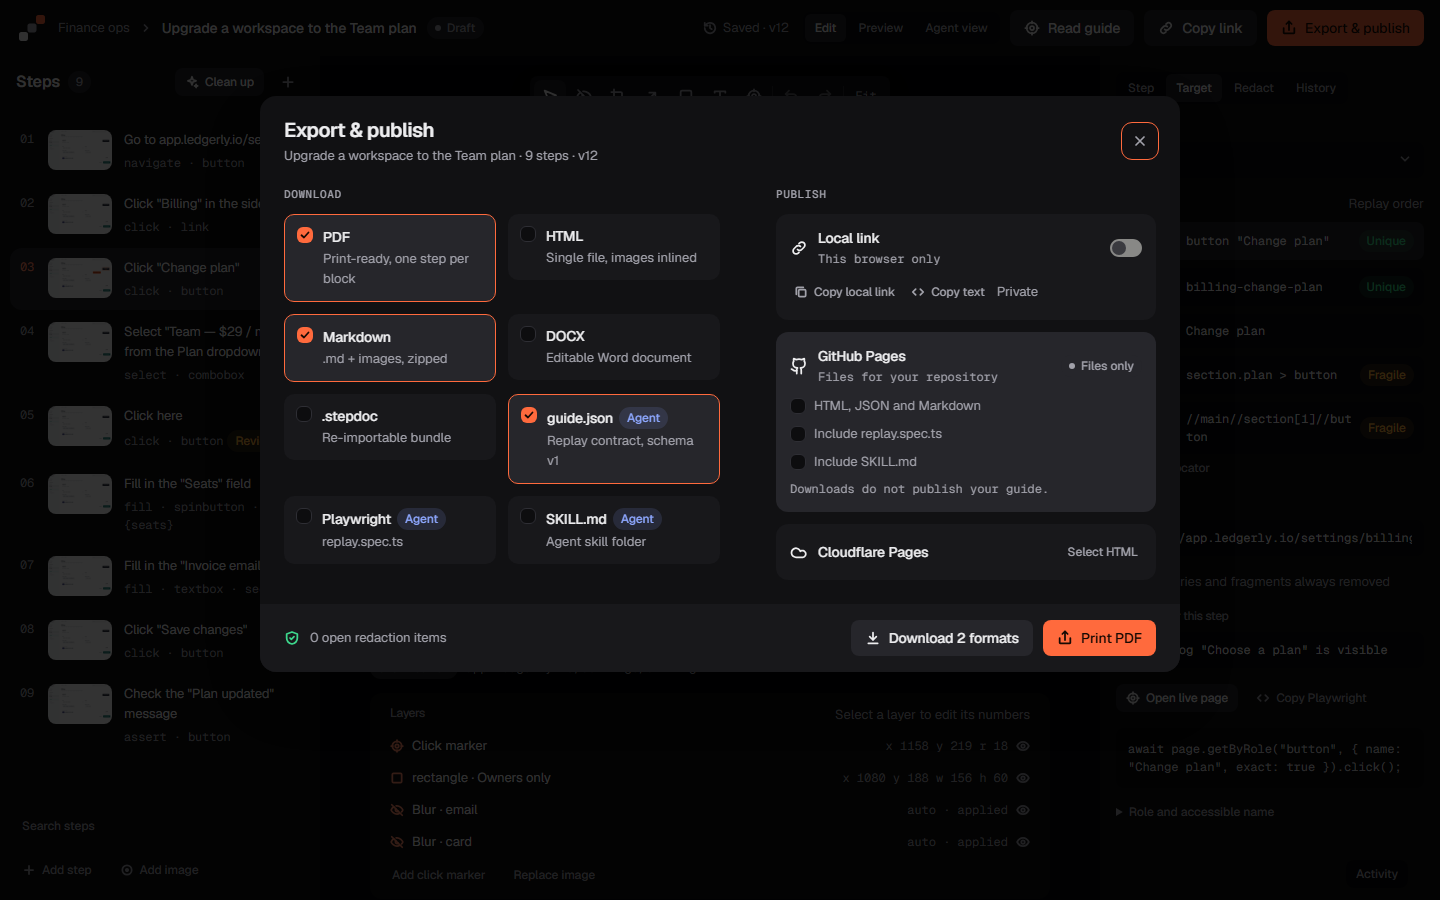 Finance ops
Upgrade a workspace to the Team plan
Draft
Saved · v12
Edit
Preview
Agent view
Read guide
Copy link
Export & publish
Steps 9
Clean up
Step
Target
Redact
History
Export & publish
Upgrade a workspace to the Team plan · 9 steps · v12
DOWNLOAD
PDF
Print-ready, one step per
block
HTML
Single file, images inlined
Markdown
.md + images, zipped
DOCX
Editable Word document
.stepdoc
Re-importable bundle
guide.json Agent
Replay contract, schema
v1
Playwright Agent
replay.spec.ts
SKILL.md Agent
Agent skill folder
PUBLISH
Local link
This browser only
Copy local link
Copy text
Private
GitHub Pages
Files for your repository
Files only
HTML, JSON and Markdown
Include replay.spec.ts
Include SKILL.md
Downloads do not publish your guide.
Cloudflare Pages
Select HTML
0 open redaction items
Download 2 formats
Print PDF
01
Go to app.ledgerly.io/se
navigate · button
02
Click "Billing" in the side
click · link
03
Click "Change plan"
click · button
04
Select "Team — $29 /
from the Plan dropdow
select · combobox
05
Click here
click · button Revi
06
Fill in the "Seats" field
fill · spinbutton ·
{seats}
07
Fill in the "Invoice email
fill · textbox · se
08
Click "Save changes"
click · button
09
Check the "Plan updated"
message
assert · button
Search steps
Add step
Add image
Replay order
button "Change plan" Unique
billing-change-plan Unique
Change plan
section.plan > button Fragile
//main//section[1]//but
ton
Fragile
cator
/app.ledgerly.io/settings/billing
ries and fragments always removed
this step
og "Choose a plan" is visible
Open live page
Copy Playwright
await page.getByRole("button", { name:
"Change plan", exact: true }).click();
Role and accessible name
Activity
Layers
Select a layer to edit its numbers
Click marker
x 1158 y 219 r 18
rectangle · Owners only
x 1080 y 188 w 156 h 60
Blur · email
auto · applied
Blur · card
auto · applied
Add click marker
Replace image